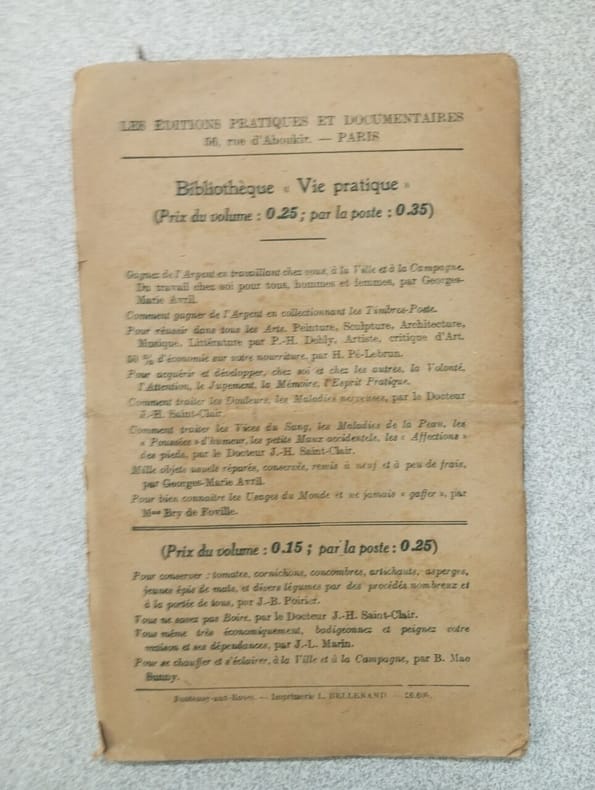 LES ÉDITIONS PRATIQUES ET DOCUMENTAIRES
56, rue d'Aboukir. — PARIS
Bibliothèque « Vie pratique »
(Prix du volume : 0.25 ; par la poste : 0.35)
Gagnez de l'Argent en travaillant chez vous, à la Ville et à la Campagne.
Du travail chez soi pour tous, hommes et femmes, par Georges-
Marie Avril.
Comment gagner de l'Argent en collectionnant les Timbres-Poste.
Pour réussir dans tous les Arts. Peinture, Sculpture, Architecture,
Musique, Littérature par P.-H. Debly, Artiste, critique d'Art.
50 % d'économie sur votre nourriture, par H. Pé-Lebrun.
Pour acquérir et développer, chez soi et chez les autres, la Volonté,
l'Attention, le Jugement, la Mémoire, l'Esprit Pratique.
Comment traiter les Douleurs, les Maladies nerveuses, par le Docteur
J.-H. Saint-Clair.
Comment traiter les Vices du Sang, les Maladies de la Peau, les
« Poussées » d'humeur, les petits Maux accidentels, les « Affections »
des pieds, par le Docteur J.-H. Saint-Clair.
Mille objets usuels réparés, conservés, remis à neuf et à peu de frais,
par Georges-Marie Avril.
Pour bien connaître les Usages du Monde et ne jamais « gaffer », par
Mme Bry de Foville.
(Prix du volume : 0.15 ; par la poste : 0.25)
Pour conserver : tomates, cornichons, concombres, artichauts, asperges,
jeunes épis de maïs, et divers légumes par des procédés nombreux et
à la portée de tous, par J.-B. Poirier.
Vous ne savez pas Boire, par le Docteur J.-H. Saint-Clair.
Vous-même très économiquement, badigeonnez et peignez votre
maison et ses dépendances, par J.-L. Marin.
Pour se chauffer et s'éclairer, à la Ville et à la Campagne, par B. Mac
Bunny.
Fontenay-aux-Roses. — Imprimerie L. BELLENAND. —